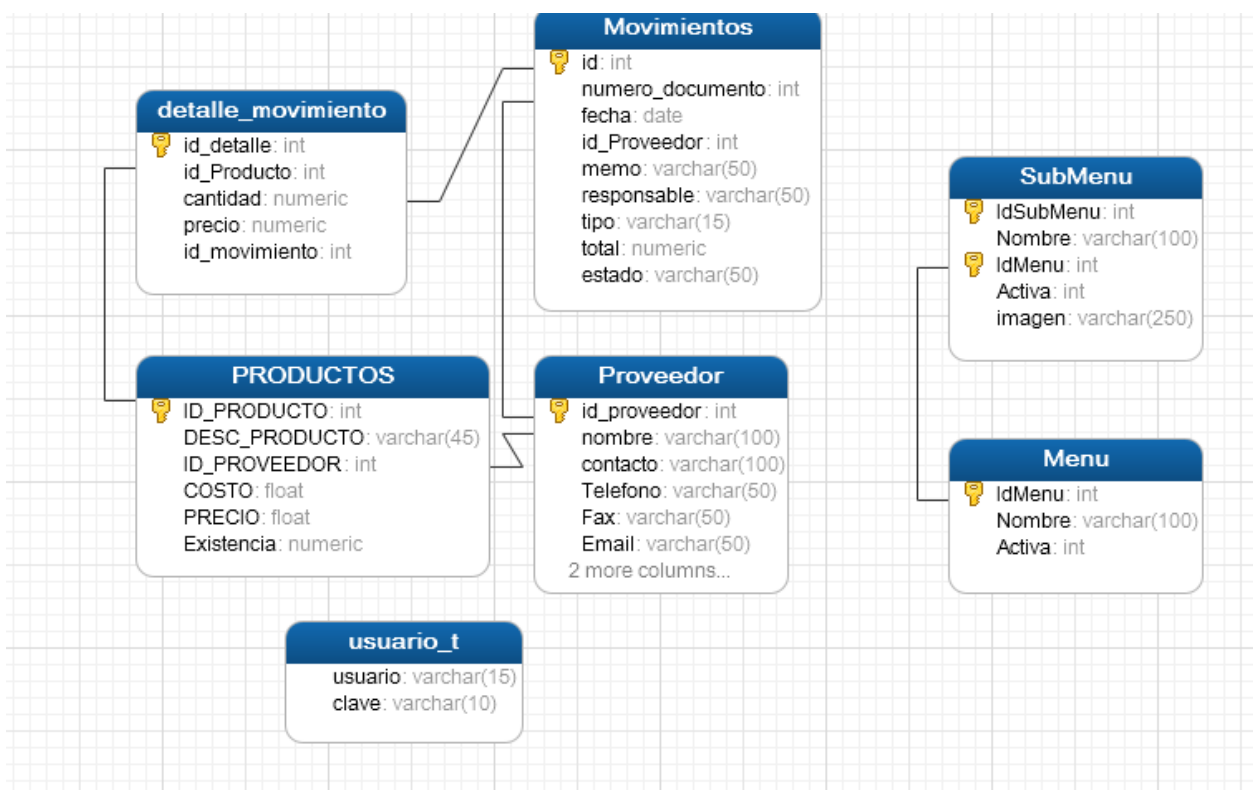 Movimientos
id: int
numero_documento: int
fecha: date
id_Proveedor: int
memo: varchar(50)
responsable: varchar(50)
tipo: varchar(15)
total: numeric
estado: varchar(50)
detalle_movimiento
id_detalle: int
id_Producto: int
cantidad: numeric
precio: numeric
id_movimiento: int
SubMenu
IdSubMenu: int
Nombre: varchar(100)
IdMenu: int
Activa: int
imagen: varchar(250)
PRODUCTOS
ID_PRODUCTO: int
DESC_PRODUCTO: varchar(45)
ID_PROVEEDOR: int
COSTO: float
PRECIO: float
Existencia: numeric
Proveedor
id_proveedor: int
nombre: varchar(100)
contacto: varchar(100)
Telefono: varchar(50)
Fax: varchar(50)
Email: varchar(50)
2 more columns...
Menu
IdMenu: int
Nombre: varchar(100)
Activa: int
usuario_t
usuario: varchar(15)
clave: varchar(10)